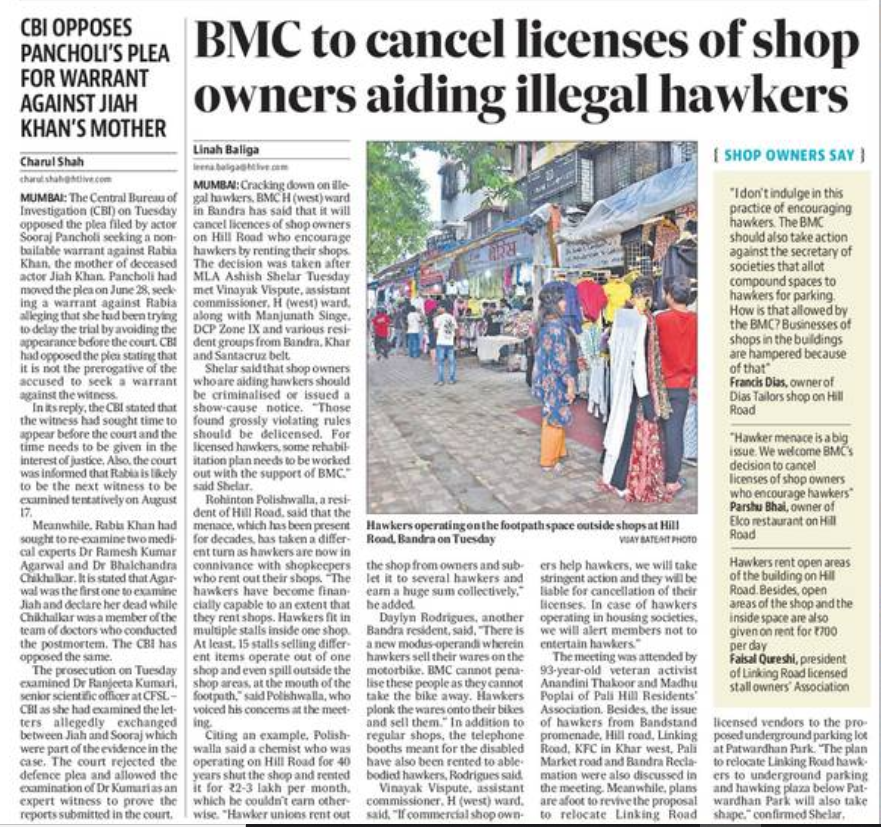 CBI OPPOSES
PANCHOLI'S PLEA
FOR WARRANT
AGAINST JIAH
KHAN'S MOTHER
Charul Shah
charul.shah@htlive.com
MUMBAI: The Central Bureau of
Investigation (CBI) on Tuesday
opposed the plea filed by actor
Sooraj Pancholi seeking a non-
bailable warrant against Rabia
Khan, the mother of deceased
actor Jiah Khan. Pancholi had
moved the plea on June 28, seek-
ing a warrant against Rabia
alleging that she had been trying
to delay the trial by avoiding the
appearance before the court. CBI
had opposed the plea stating that
it is not the prerogative of the
accused to seek a warrant
against the witness.
In its reply, the CBI stated that
the witness had sought time to
appear before the court and the
time needs to be given in the
interest of justice. Also, the court
was informed that Rabia is likely
to be the next witness to be
examined tentatively on August
17.
Meanwhile, Rabia Khan had
sought to re-examine two medi-
cal experts Dr Ramesh Kumar
Agarwal and Dr Bhalchandra
Chikhalkar. It is stated that Agar-
wal was the first one to examine
Jiah and declare her dead while
Chikhalkar was a member of the
team of doctors who conducted
the postmortem. The CBI has
opposed the same.
The prosecution on Tuesday
examined Dr Ranjeeta Kumari,
senior scientific officer at CFSL –
CBI as she had examined the let-
ters allegedly exchanged
between Jiah and Sooraj which
were part of the evidence in the
case. The court rejected the
defence plea and allowed the
examination of Dr Kumari as an
expert witness to prove the
reports submitted in the court.
BMC to cancel licenses of shop
owners aiding illegal hawkers
Linah Baliga
leena.baliga@htlive.com
MUMBAI: Cracking down on ille-
gal hawkers, BMC H (west) ward
in Bandra has said that it will
cancel licences of shop owners
on Hill Road who encourage
hawkers by renting their shops.
The decision was taken after
MLA Ashish Shelar Tuesday
met Vinayak Vispute, assistant
commissioner, H (west) ward,
along with Manjunath Singe,
DCP Zone IX and various resi-
dent groups from Bandra, Khar
and Santacruz belt.
Shelar said that shop owners
who are aiding hawkers should
be criminalised or issued a
show-cause notice. "Those
found grossly violating rules
should be delicensed. For
licensed hawkers, some rehabil-
itation plan needs to be worked
out with the support of BMC,"
said Shelar.
Rohinton Polishwalla, a resi-
dent of Hill Road, said that the
menace, which has been present
for decades, has taken a differ-
ent turn as hawkers are now in
connivance with shopkeepers
who rent out their shops. "The
hawkers have become finan-
cially capable to an extent that
they rent shops. Hawkers fit in
multiple stalls inside one shop.
At least, 15 stalls selling differ-
ent items operate out of one
shop and even spill outside the
shop areas, at the mouth of the
footpath," said Polishwalla, who
voiced his concerns at the meet-
ing.
Citing an example, Polish-
walla said a chemist who was
operating on Hill Road for 40
years shut the shop and rented
it for ₹2-3 lakh per month,
which he couldn't earn other-
wise. "Hawker unions rent out
Hawkers operating on the footpath space outside shops at Hill
Road, Bandra on Tuesday
VIJAY BATE/HT PHOTO
the shop from owners and sub-
let it to several hawkers and
earn a huge sum collectively,"
he added.
Daylyn Rodrigues, another
Bandra resident, said, "There is
a new modus-operandi wherein
hawkers sell their wares on the
motorbike. BMC cannot pena-
lise these people as they cannot
take the bike away. Hawkers
plonk the wares onto their bikes
and sell them." In addition to
regular shops, the telephone
booths meant for the disabled
have also been rented to able-
bodied hawkers, Rodrigues said.
Vinayak Vispute, assistant
commissioner, H (west) ward,
said, "If commercial shop own-
ers help hawkers, we will take
stringent action and they will be
liable for cancellation of their
licenses. In case of hawkers
operating in housing societies,
we will alert members not to
entertain hawkers."
The meeting was attended by
93-year-old veteran activist
Anandini Thakoor and Madhu
Poplai of Pali Hill Residents'
Association. Besides, the issue
of hawkers from Bandstand
promenade, Hill road, Linking
Road, KFC in Khar west, Pali
Market road and Bandra Recla-
mation were also discussed in
the meeting. Meanwhile, plans
are afoot to revive the proposal
to relocate Linking Road
SHOP OWNERS SAY
"I don't indulge in this
practice of encouraging
hawkers. The BMC
should also take action
against the secretary of
societies that allot
compound spaces to
hawkers for parking.
How is that allowed by
the BMC? Businesses of
shops in the buildings
are hampered because
of that"
Francis Dias, owner of
Dias Tailors shop on Hill
Road
"Hawker menace is a big
issue. We welcome BMC's
decision to cancel
licenses of shop owners
who encourage hawkers"
Parshu Bhai, owner of
Elco restaurant on Hill
Road
Hawkers rent open areas
of the building on Hill
Road. Besides, open
areas of the shop and the
inside space are also
given on rent for ₹700
per day
Faisal Qureshi, president
of Linking Road licensed
stall owners' Association
licensed vendors to the pro-
posed underground parking lot
at Patwardhan Park. "The plan
to relocate Linking Road hawk-
ers to underground parking
and hawking plaza below Pat-
wardhan Park will also take
shape," confirmed Shelar.